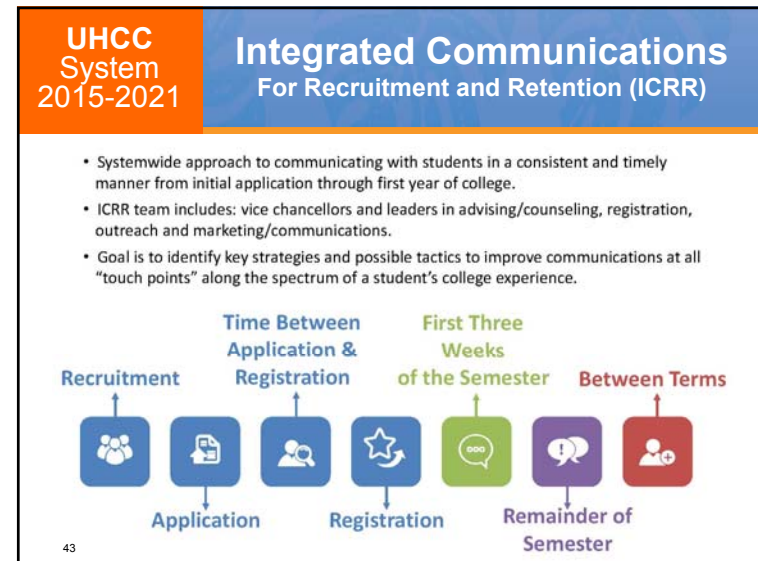 UHCC
System
2015-2021
Integrated Communications
For Recruitment and Retention (ICRR)
• Systemwide approach to communicating with students in a consistent and timely
manner from initial application through first year of college.
• ICRR team includes: vice chancellors and leaders in advising/counseling, registration,
outreach and marketing/communications.
• Goal is to identify key strategies and possible tactics to improve communications at all
“touch points” along the spectrum of a student’s college experience.
Recruitment
Time Between
Application &
Registration
First Three
Weeks
of the Semester
Between Terms
Application
Registration
Remainder of
Semester
43